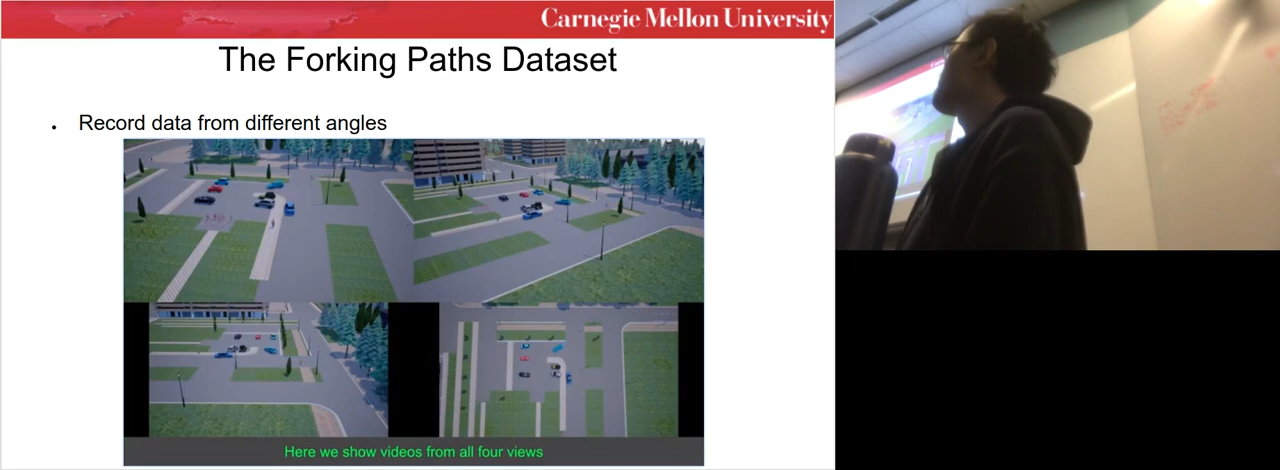 Carnegie Mellon University
The Forking Paths Dataset
• Record data from different angles
Here we show videos from all four views